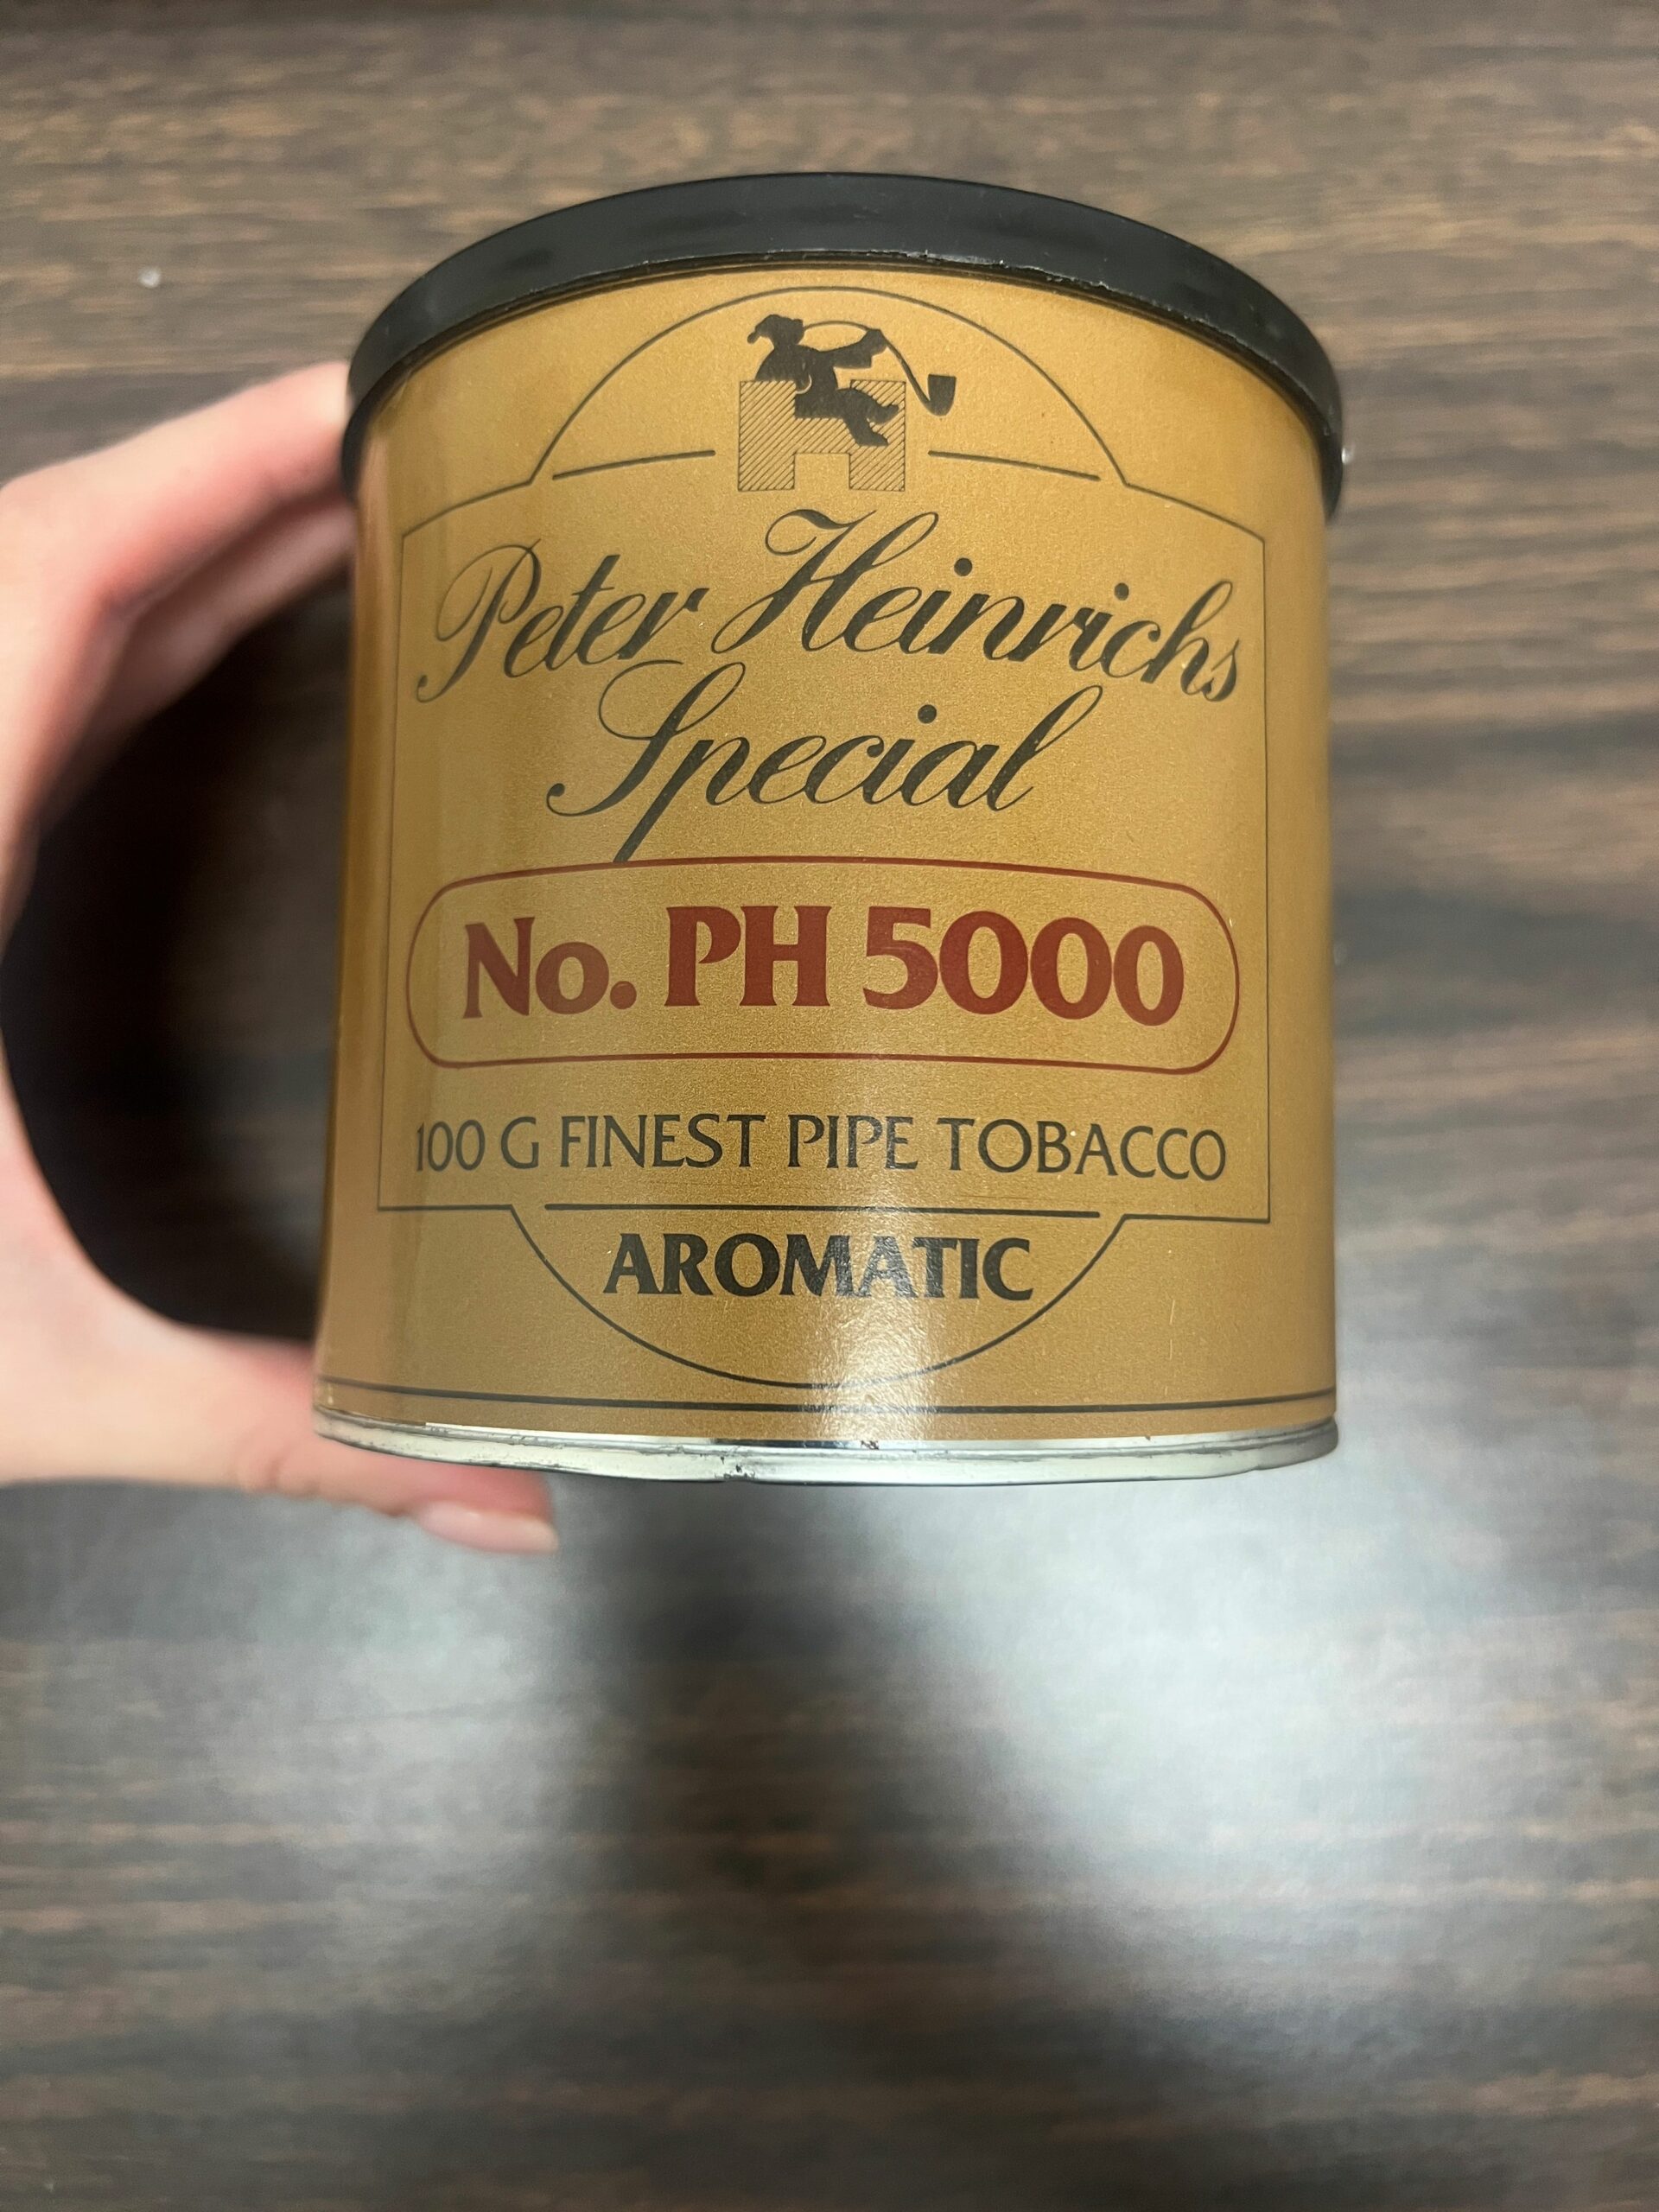 H
Peter Heinrichs
Special
No. PH 5000
100 G FINEST PIPE TOBACCO
AROMATIC